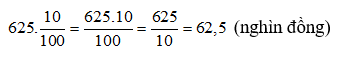 625. 10/100 = 625.10/100 = 625/10 = 62,5 (nghìn đồng)